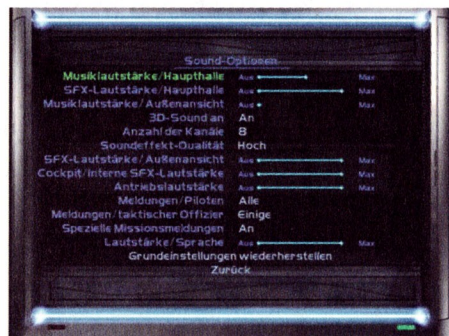 Sound-Optionen
Musiklautstärke/Haupthalle Aus Max
SFX-Lautstärke/Haupthalle Aus Max
Musiklautstärke/Außenansicht Aus Max
3D-Sound an An
Anzahl der Kanäle 8
Soundeffekt-Qualität Hoch
SFX-Lautstärke/Außenansicht Aus Max
Cockpit/interne SFX-Lautstärke Aus Max
Antriebslautstärke Aus Max
Meldungen/Piloten Alle
Meldungen/taktischer Offizier Einige
Spezielle Missionsmeldungen An
Lautstärke/Sprache Aus Max
Grundeinstellungen wiederherstellen
Zurück